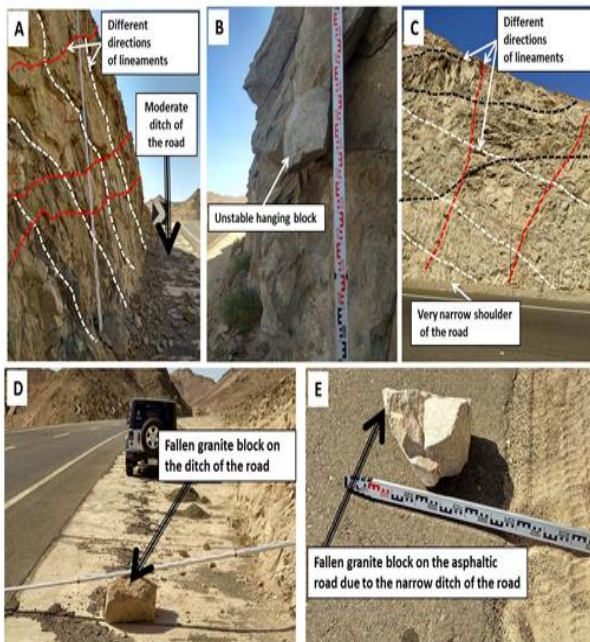 A
Different
directions
of lineaments
Moderate
ditch of
the road
B
Unstable hanging block
C
Different
directions
of lineaments
Very narrow shoulder
of the road
D
Fallen granite block on
the ditch of the road
E
Fallen granite block on the asphaltic
road due to the narrow ditch of the road